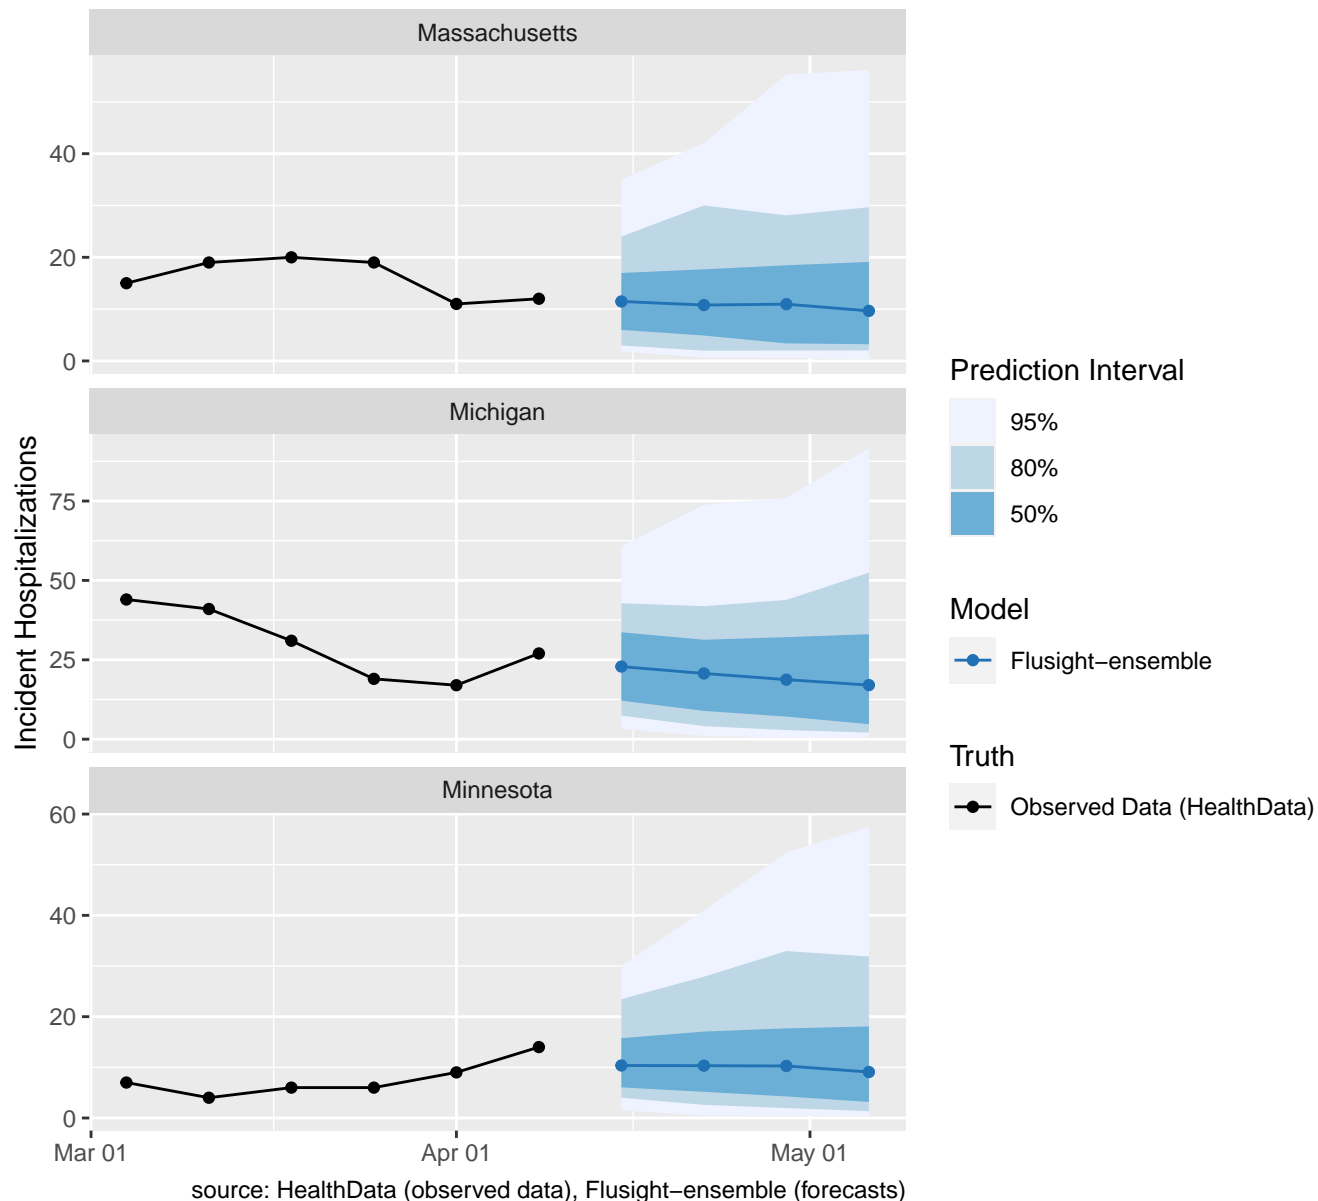 Massachusetts
40
20
0
Michigan
75
50
25
0
Incident Hospitalizations
Minnesota
60
40
20
0
Mar 01
Apr 01
May 01
source: HealthData (observed data), Flusight−ensemble (forecasts)
Prediction Interval
95%
80%
50%
Model
Flusight−ensemble
Truth
Observed Data (HealthData)